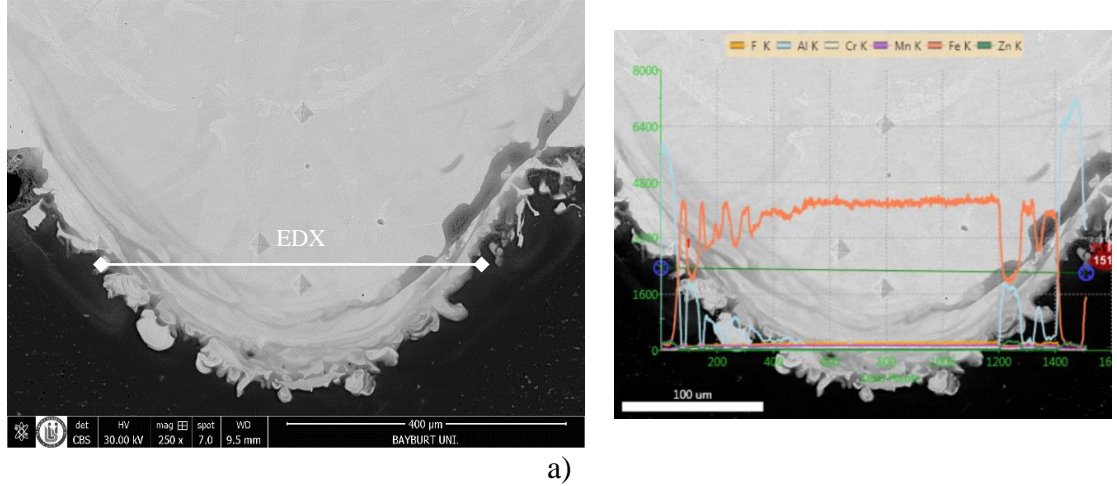 EDX
det HV mag spot WD
CBS 30.00 kV 250 x 7.0 9.5 mm
400 µm
BAYBURT UNI.
F K Al K Cr K Mn K Fe K Zn K
8000
6400
4800
1600
0
200 400 800 1200 1400
151
100 um
a)